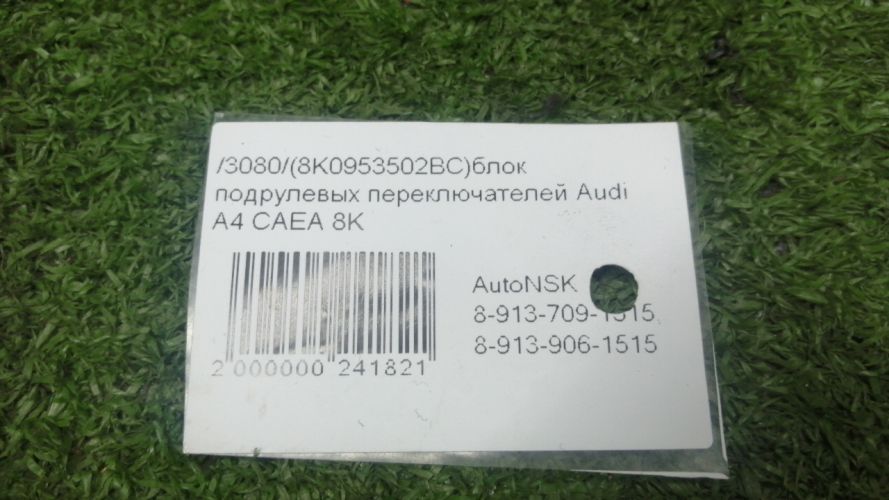 /3080/(8K0953502BC)блок
подрулевых переключателей Audi
A4 CAEA 8K
AutoNSK
8-913-709-1515
8-913-906-1515
2 000000 241821